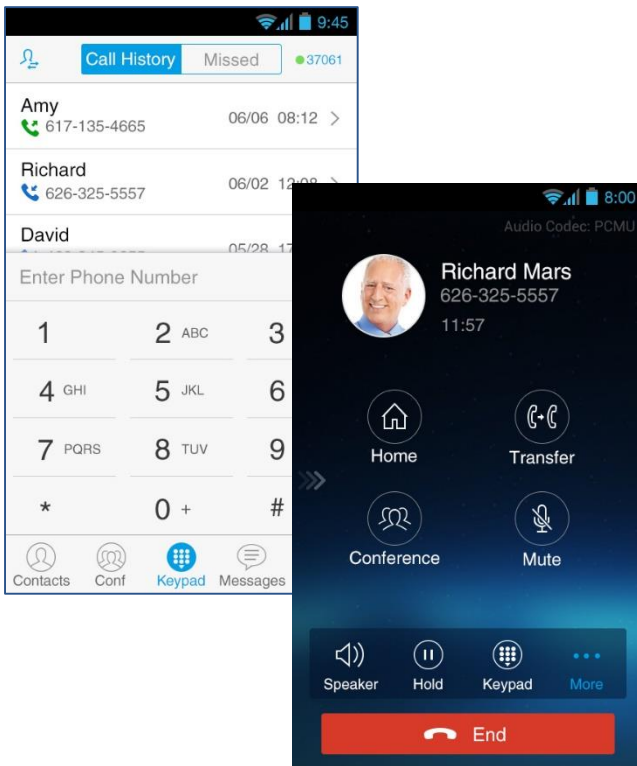 9:45
Call History Missed 37061
Amy
617-135-4665 06/06 08:12
Richard
626-325-5557 06/02
David
05/28
Enter Phone Number
1 2 ABC 3
4 GHI 5 JKL 6
7 PQRS 8 TUV 9
* 0 + #
Contacts Conf Keypad Messages
8:00
Audio Codec: PCMU
Richard Mars
626-325-5557
11:57
Home Transfer
Conference Mute
Speaker Hold Keypad More
End